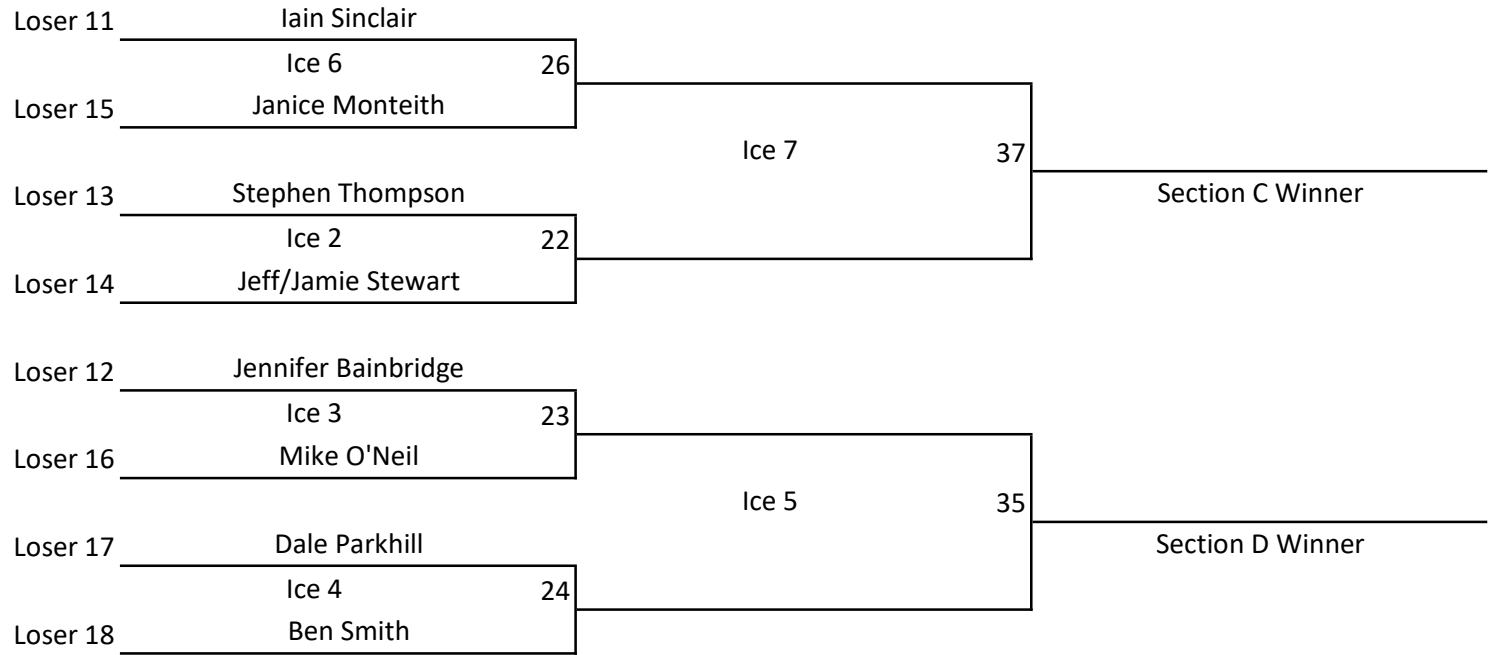 Loser 11 Iain Sinclair
Ice 6 26
Loser 15 Janice Monteith
Ice 7 37
Loser 13 Stephen Thompson Section C Winner
Ice 2 22
Loser 14 Jeff/Jamie Stewart
Loser 12 Jennifer Bainbridge
Ice 3 23
Loser 16 Mike O'Neil
Ice 5 35
Loser 17 Dale Parkhill Section D Winner
Ice 4 24
Loser 18 Ben Smith